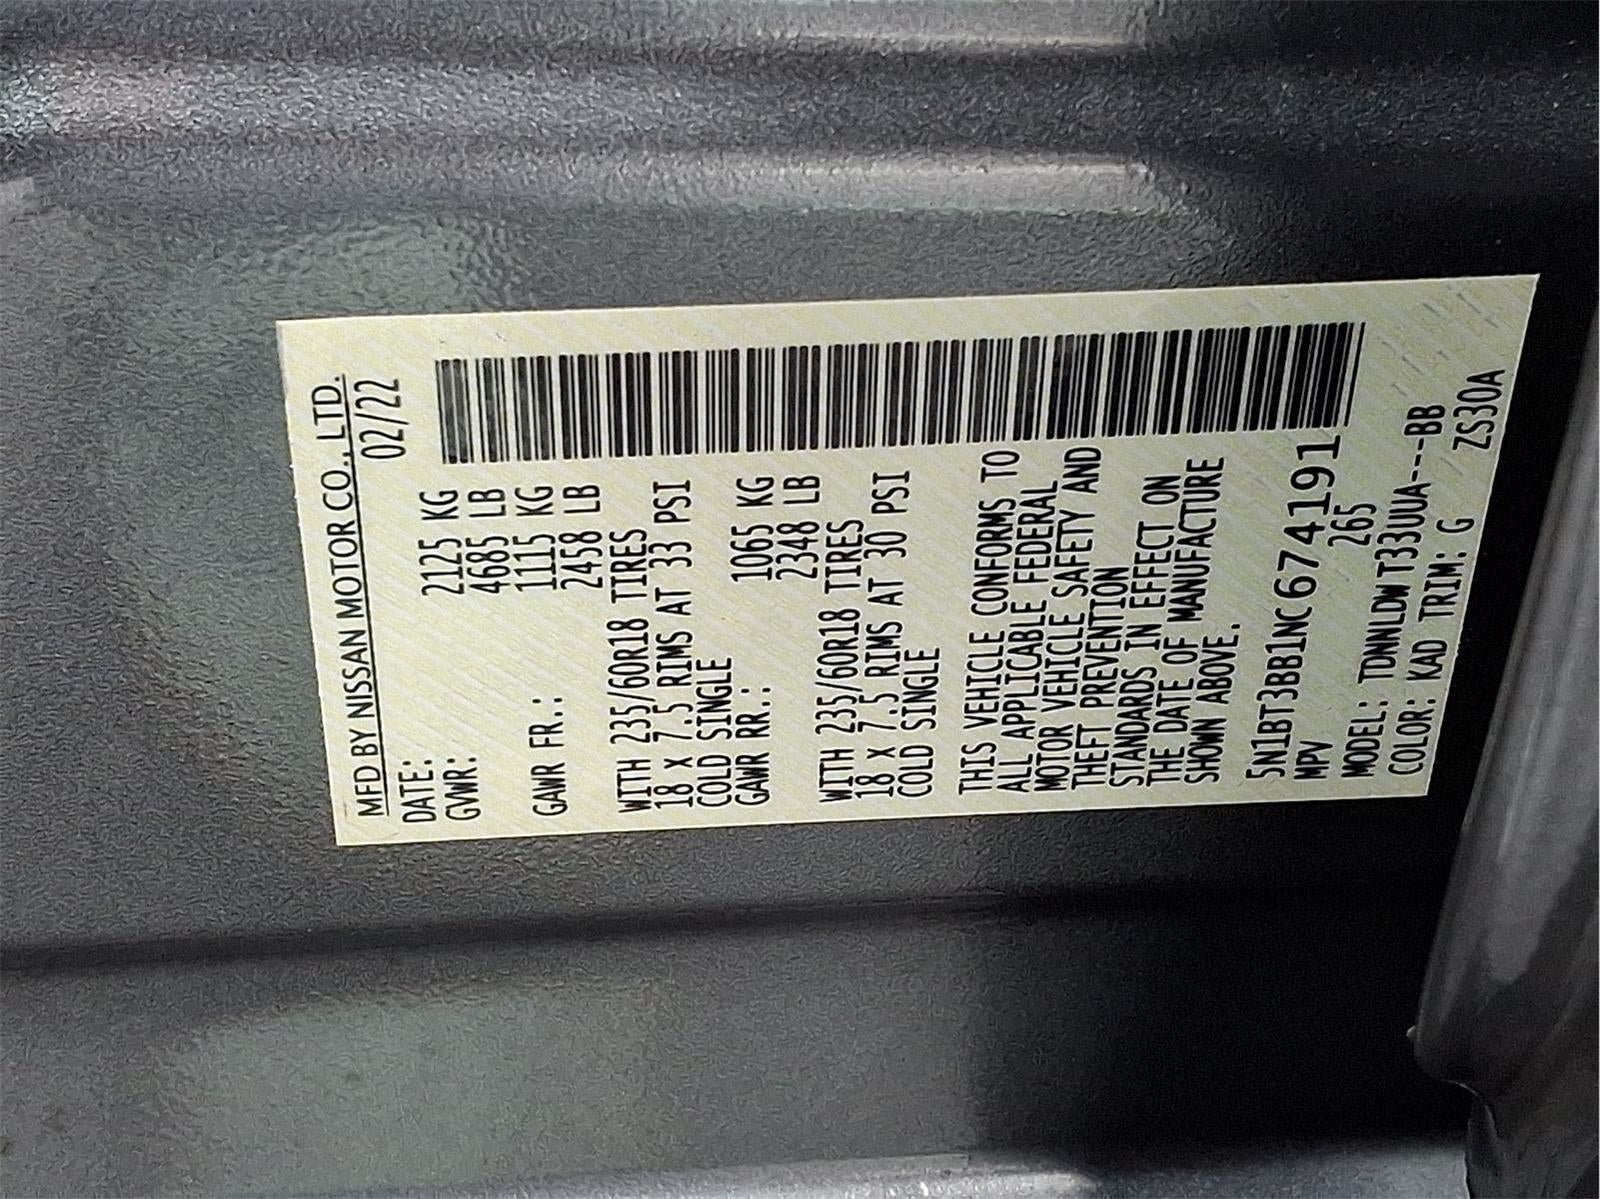 MFD BY NISSAN MOTOR CO., LTD.
DATE: 02/22
GVWR: 2125 KG
4685 LB
GAWR FR.: 1115 KG
2458 LB
WITH 235/60R18 TIRES
18 X 7.5 RIMS AT 33 PSI
COLD SINGLE
GAWR RR.: 1065 KG
2348 LB
WITH 235/60R18 TIRES
18 X 7.5 RIMS AT 30 PSI
COLD SINGLE
THIS VEHICLE CONFORMS TO
ALL APPLICABLE FEDERAL
MOTOR VEHICLE SAFETY AND
THEFT PREVENTION
STANDARDS IN EFFECT ON
THE DATE OF MANUFACTURE
SHOWN ABOVE.
5N1BT3BB1NC674191
MPV 265
MODEL: TDNNLDWT33UUA---BB
COLOR: KAD TRIM: G ZS30A